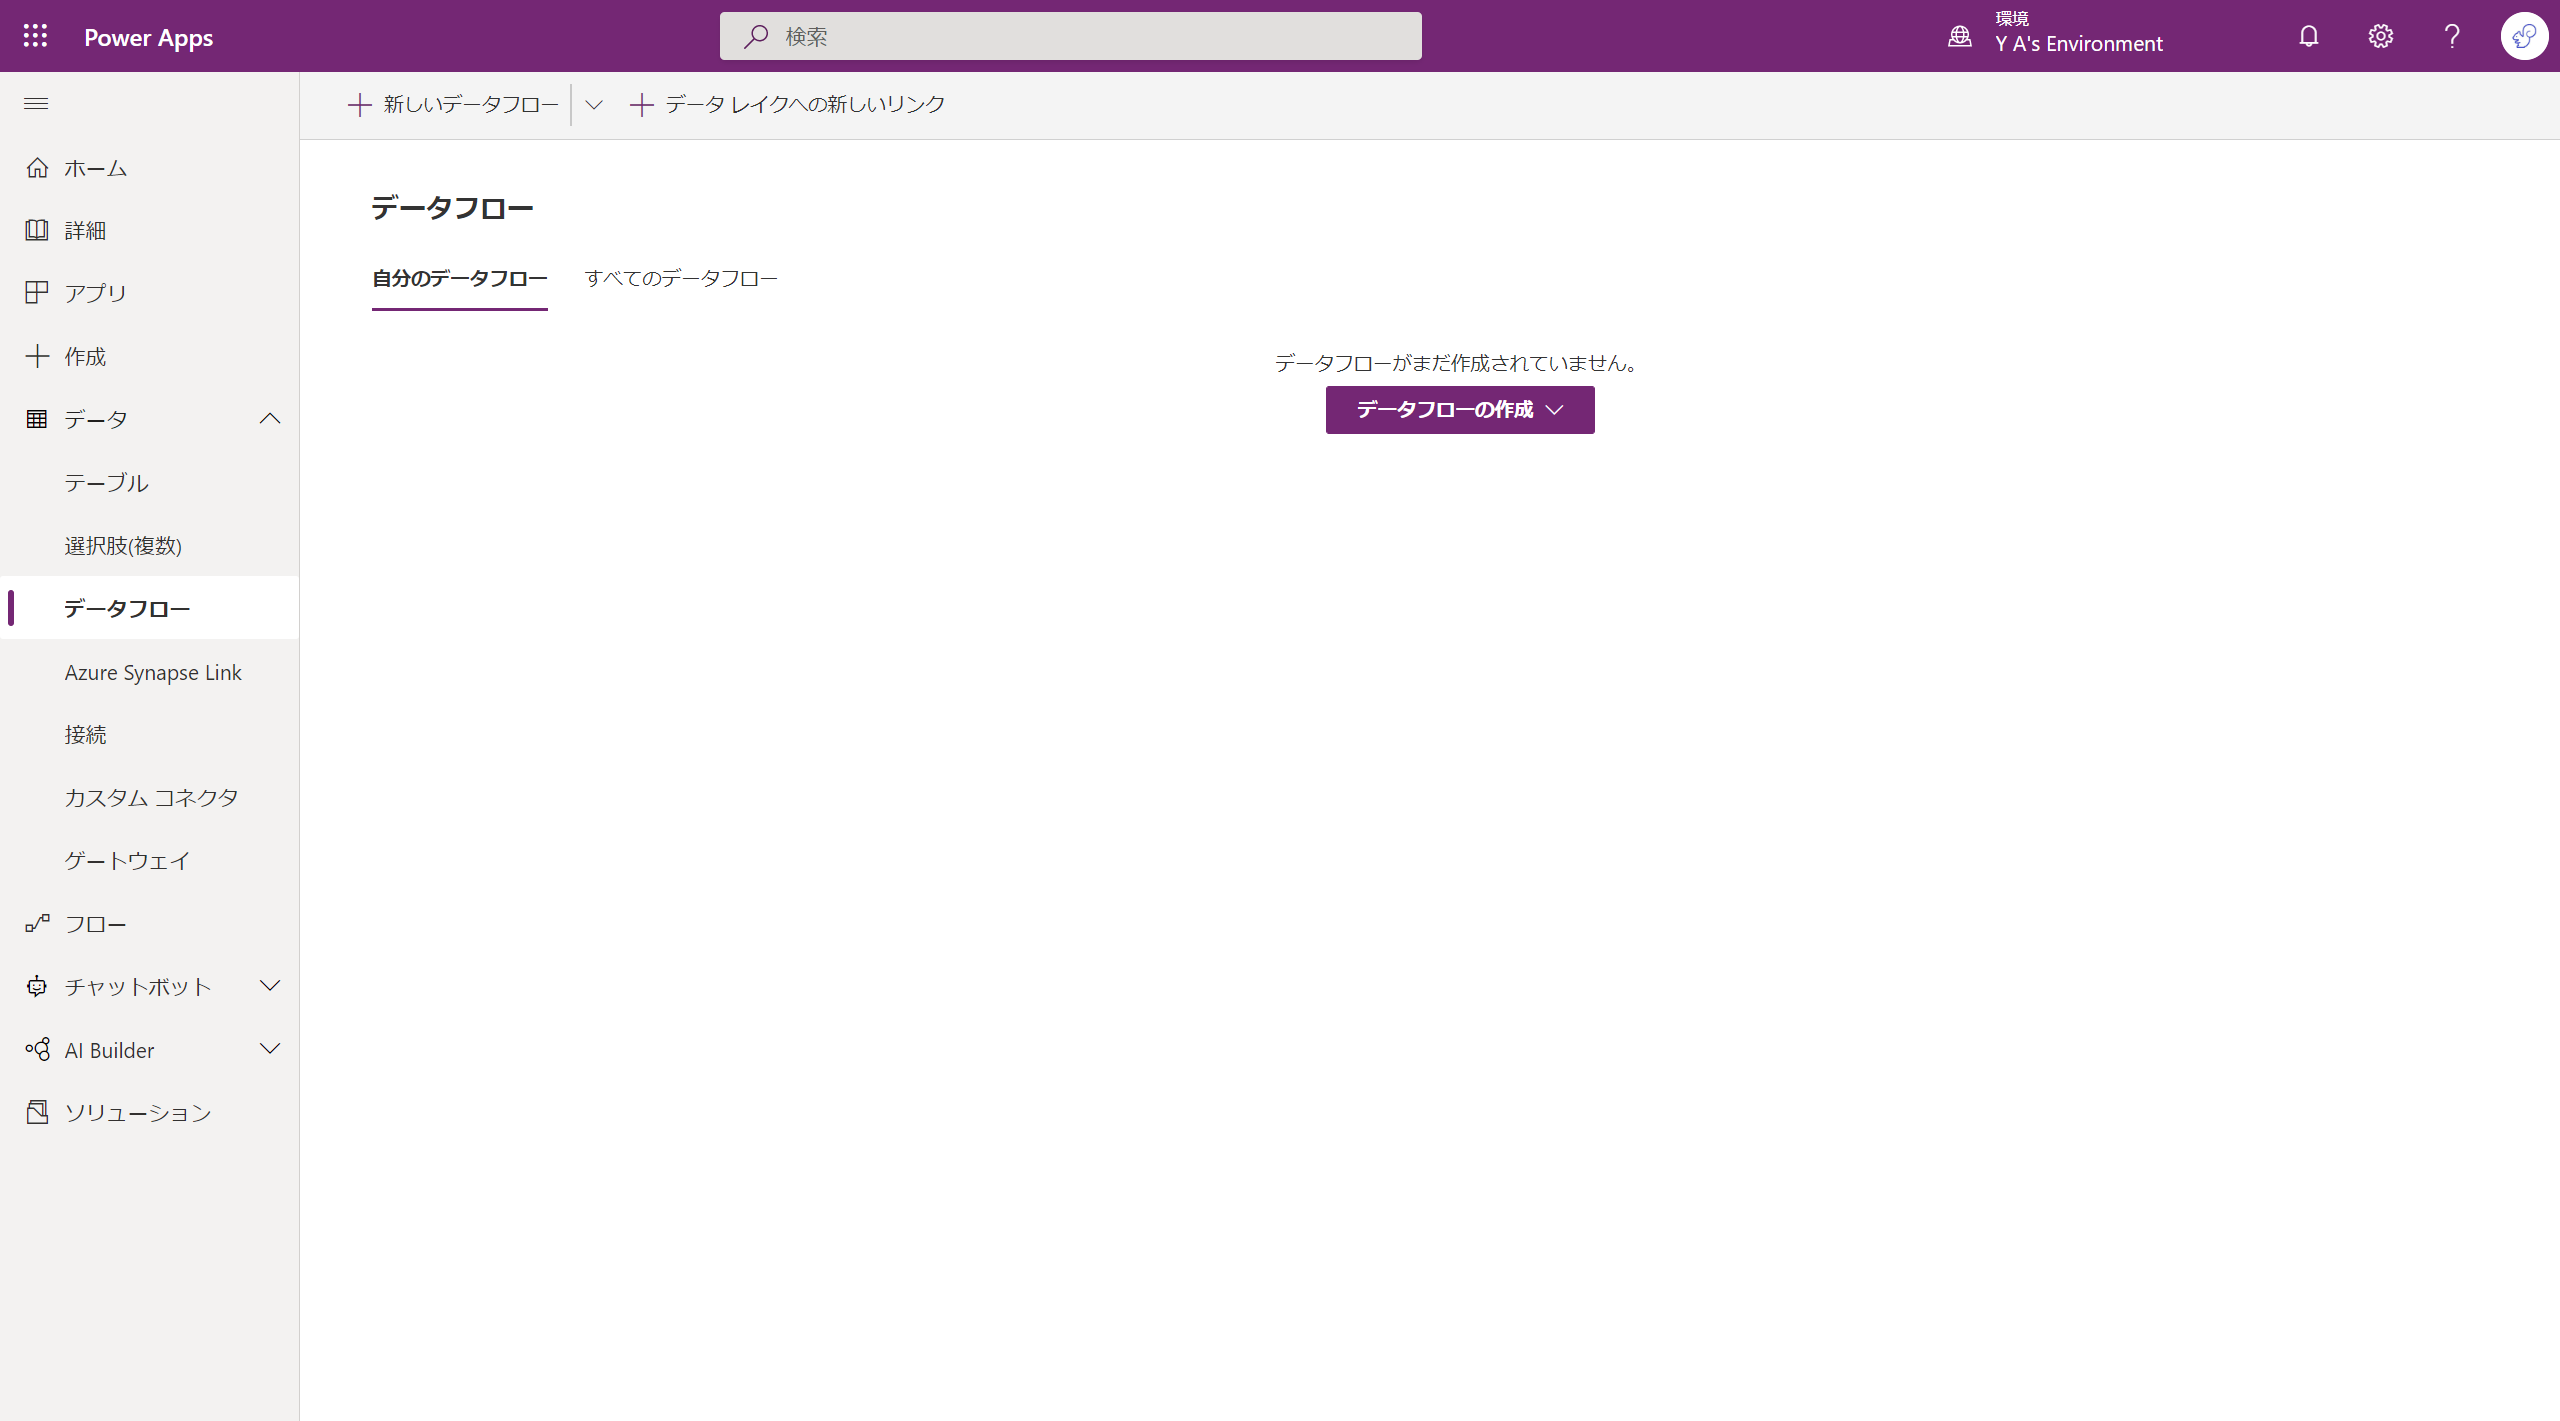 Power Apps
検索
環境
Y A's Environment
新しいデータフロー
データ レイクへの新しいリンク
ホーム
詳細
アプリ
作成
データ
テーブル
選択肢(複数)
データフロー
Azure Synapse Link
接続
カスタム コネクタ
ゲートウェイ
フロー
チャットボット
AI Builder
ソリューション
データフロー
自分のデータフロー
すべてのデータフロー
データフローがまだ作成されていません。
データフローの作成